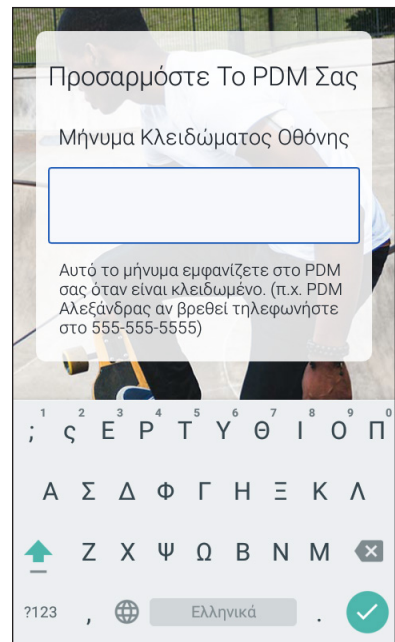 Προσαρμόστε Το PDM Σας
Μήνυμα Κλειδώματος Οθόνης
Αυτό το μήνυμα εμφανίζετε στο PDM
σας όταν είναι κλειδωμένο. (π.χ. PDM
Αλεξάνδρας αν βρεθεί τηλεφωνήστε
στο 555-555-5555)
1 2 3 4 5 6 7 8 9 0
; ς Ε Ρ Τ Υ Θ Ι Ο Π
Α Σ Δ Φ Γ Η Ξ Κ Λ
Ζ Χ Ψ Ω Β Ν Μ
?123 , Ελληνικά .